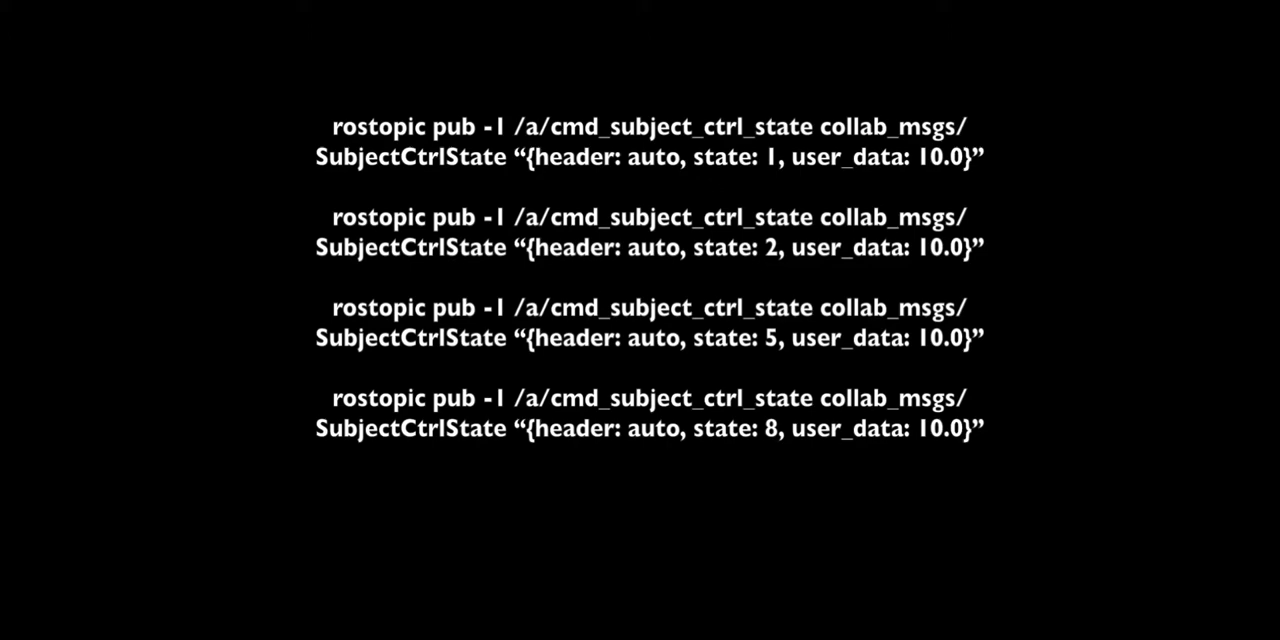 rostopic pub -1 /a/cmd_subject_ctrl_state collab_msgs/
SubjectCtrlState “{header: auto, state: 1, user_data: 10.0}”
rostopic pub -1 /a/cmd_subject_ctrl_state collab_msgs/
SubjectCtrlState “{header: auto, state: 2, user_data: 10.0}”
rostopic pub -1 /a/cmd_subject_ctrl_state collab_msgs/
SubjectCtrlState “{header: auto, state: 5, user_data: 10.0}”
rostopic pub -1 /a/cmd_subject_ctrl_state collab_msgs/
SubjectCtrlState “{header: auto, state: 8, user_data: 10.0}”